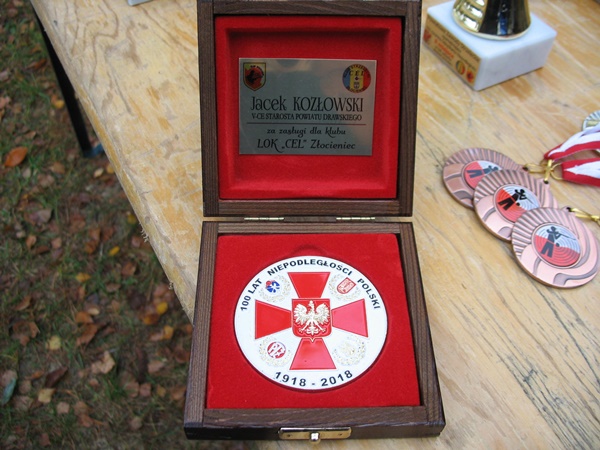 Jacek KOZŁOWSKI
V-CE STAROSTA POWIATU DRAWSKIEGO
za zasługi dla klubu
LOK „CEL" Złocieniec
100 LAT NIEPODLEGŁOŚCI POLSKI
1918 - 2018